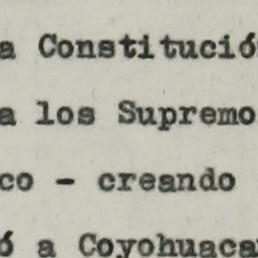 a Constitució
a los Supremo
co - creando
ó a Coyohuaca